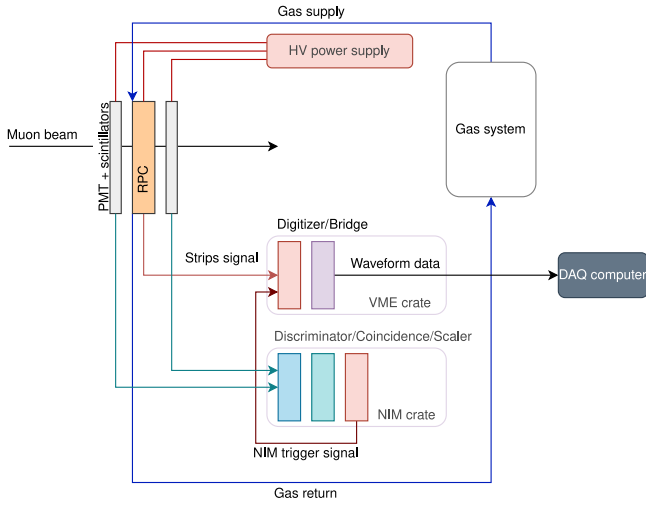 Gas supply
HV power supply
Gas system
Muon beam
PMT + scintillators
RPC
Digitizer/Bridge
Strips signal
Waveform data
DAQ computer
VME crate
Discriminator/Coincidence/Scaler
NIM crate
NIM trigger signal
Gas return